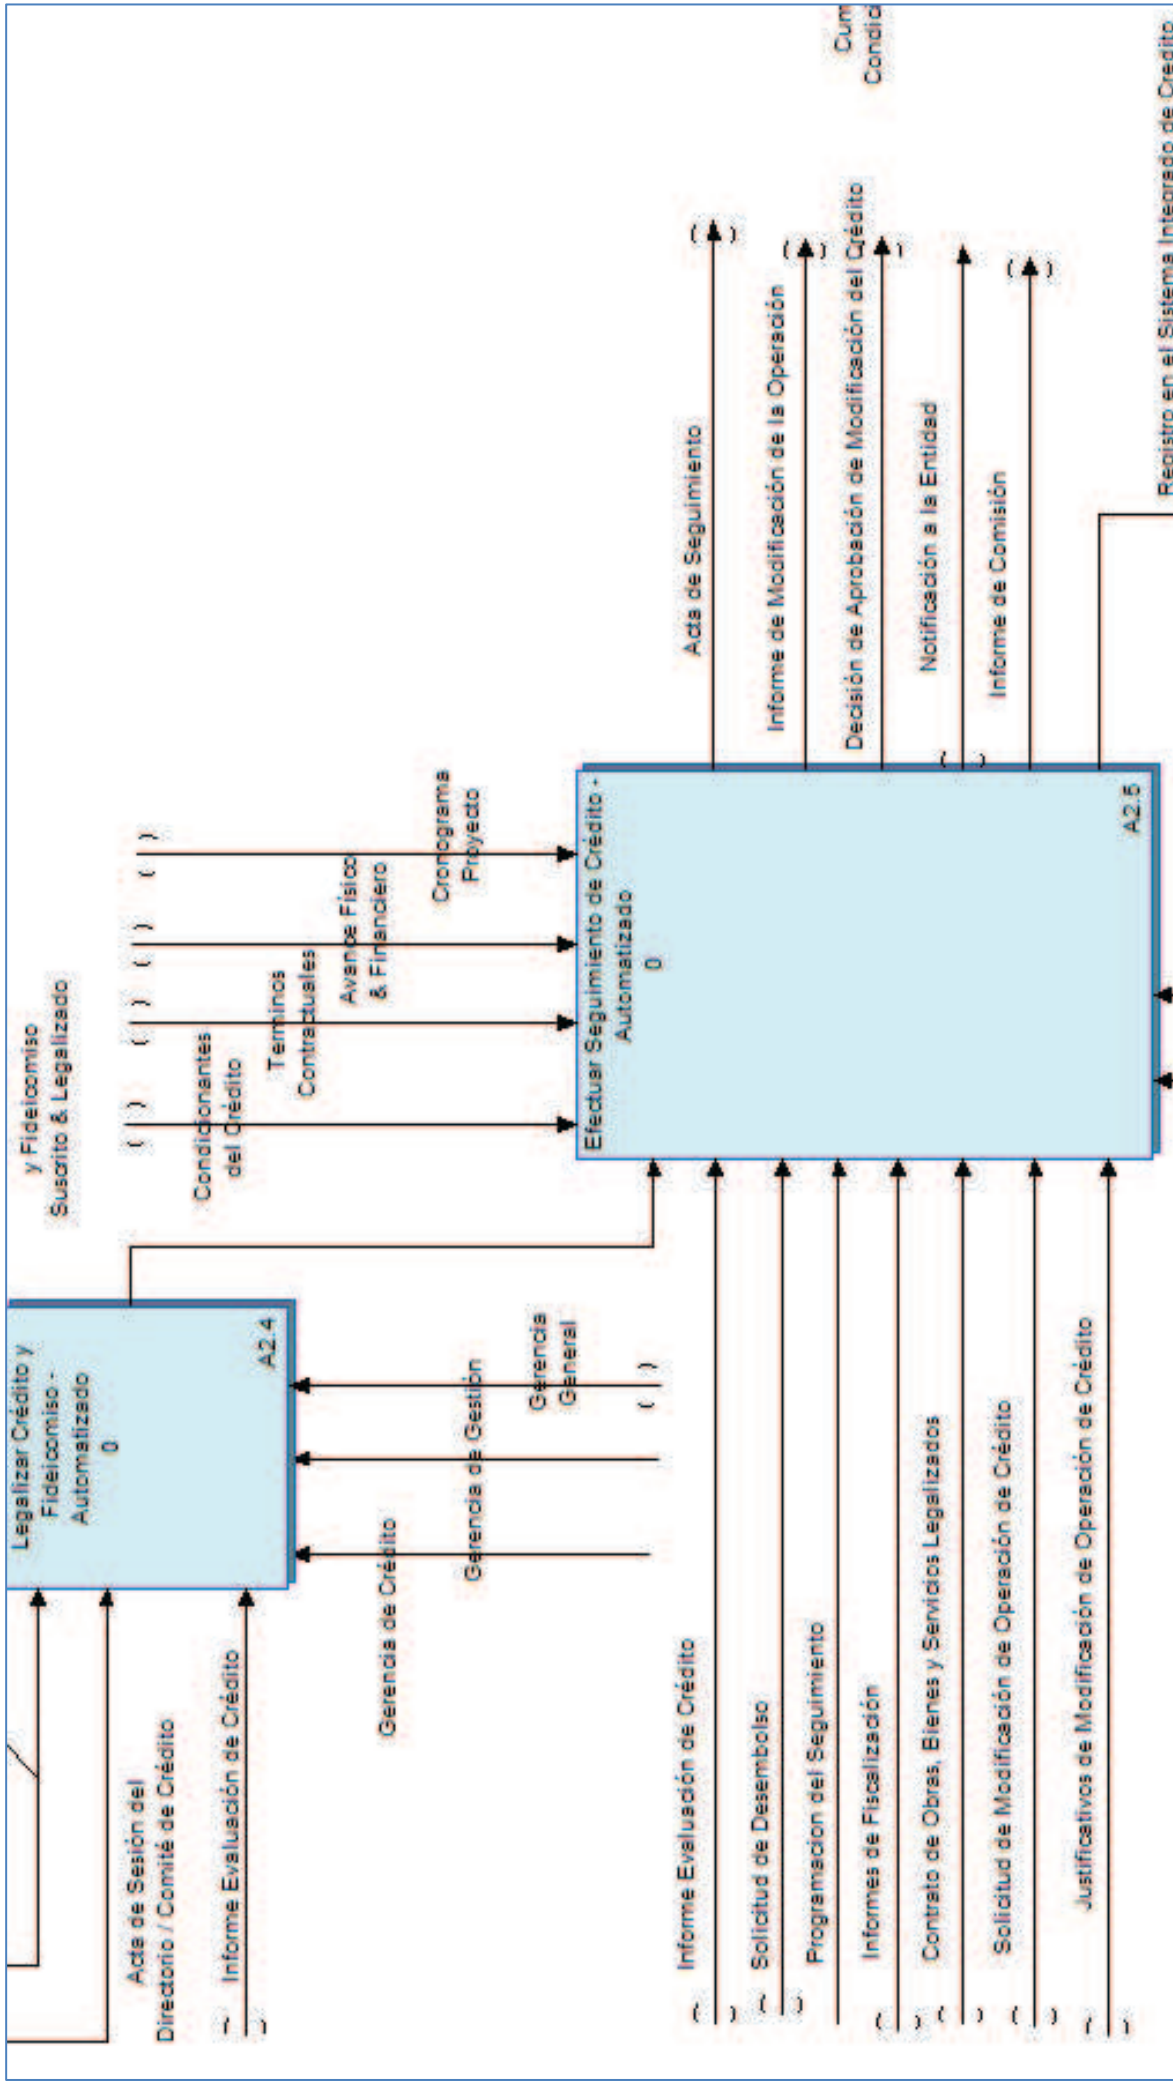 y Fideicomiso
Suscrito & Legalizado
Legalizar Crédito y
Fideicomiso -
Automatizado
0
A2.4
Acta de Sesión del
Directorio / Comité de Crédito
Informe Evaluación de Crédito
Gerencia de Crédito
Gerencia de Gestión
Gerencia
General
Condicionantes
del Crédito
Terminos
Contractuales
Avance Físico
& Financiero
Cronograma
Proyecto
Efectuar Seguimiento de Crédito -
Automatizado
0
A2.5
Informe Evaluación de Crédito
Solicitud de Desembolso
Programacion del Seguimiento
Informes de Fiscalización
Contrato de Obras, Bienes y Servicios Legalizados
Solicitud de Modificación de Operación de Crédito
Justificativos de Modificación de Operación de Crédito
Acta de Seguimiento
Informe de Modificación de la Operación
Decisión de Aprobación de Modificación del Crédito
Notificación a la Entidad
Informe de Comisión
Registro en el Sistema Integrado de Credito